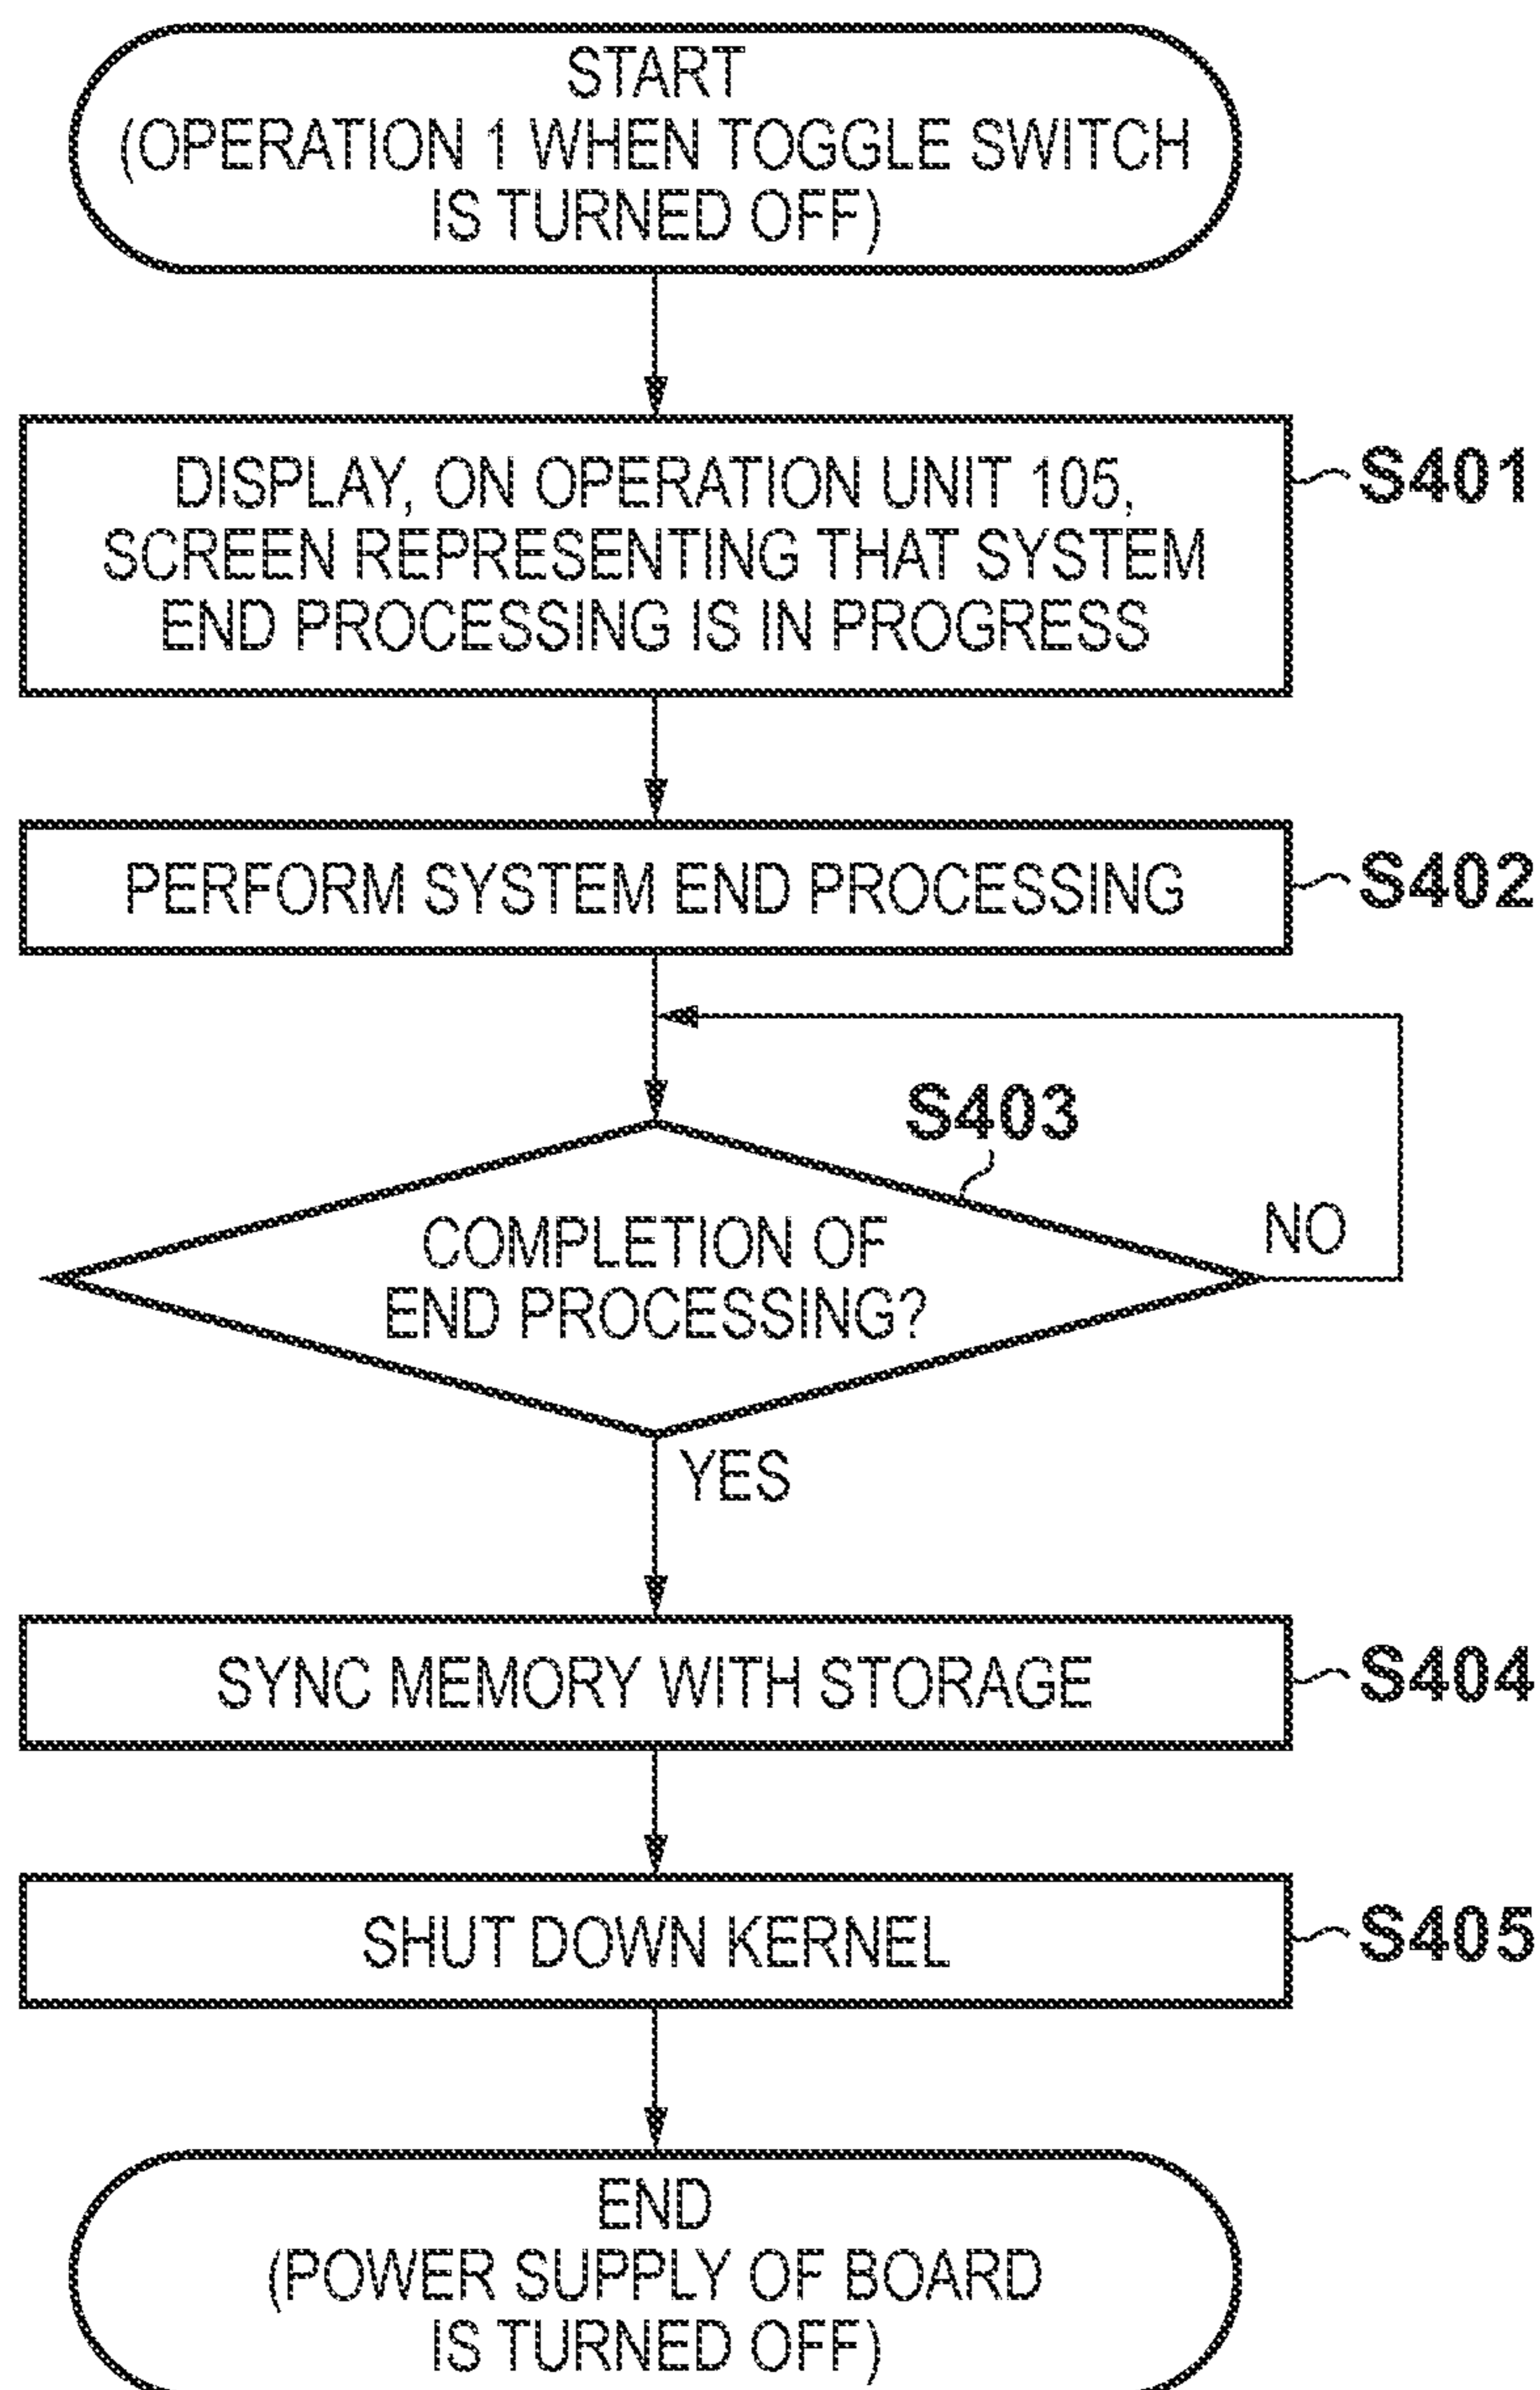 START
(OPERATION 1 WHEN TOGGLE SWITCH
IS TURNED OFF)
DISPLAY, ON OPERATION UNIT 105,
SCREEN REPRESENTING THAT SYSTEM
END PROCESSING IS IN PROGRESS
S401
PERFORM SYSTEM END PROCESSING
S402
S403
COMPLETION OF
END PROCESSING?
NO
YES
SYNC MEMORY WITH STORAGE
S404
SHUT DOWN KERNEL
S405
END
(POWER SUPPLY OF BOARD
IS TURNED OFF)